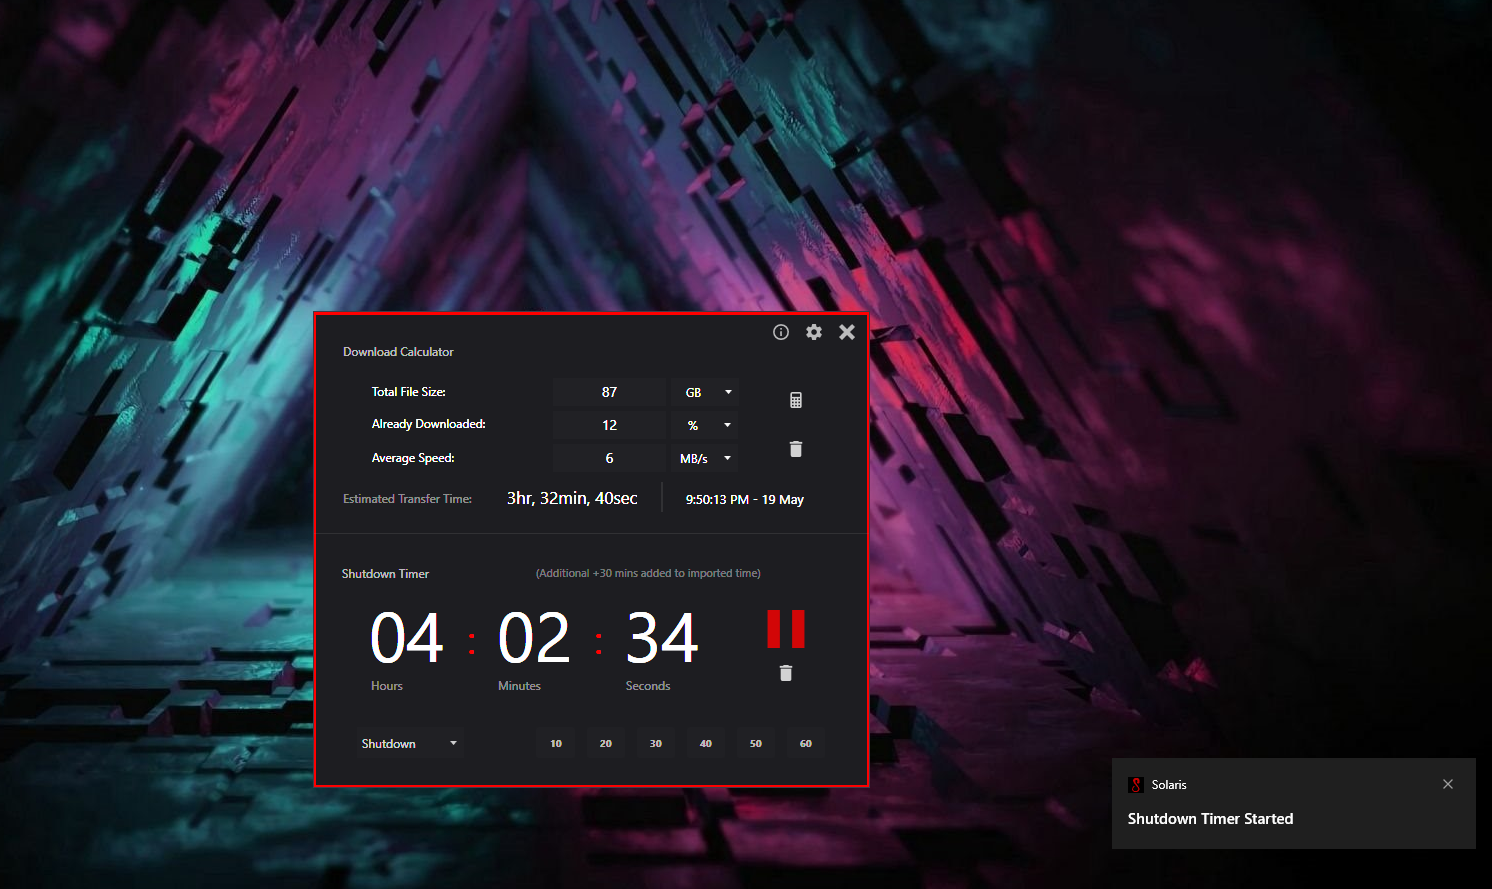 Download Calculator
Total File Size: 87 GB
Already Downloaded: 12 %
Average Speed: 6 MB/s
Estimated Transfer Time: 3hr, 32min, 40sec 9:50:13 PM - 19 May
Shutdown Timer (Additional +30 mins added to imported time)
04 : 02 : 34
Hours Minutes Seconds
Shutdown 10 20 30 40 50 60
Solaris
Shutdown Timer Started